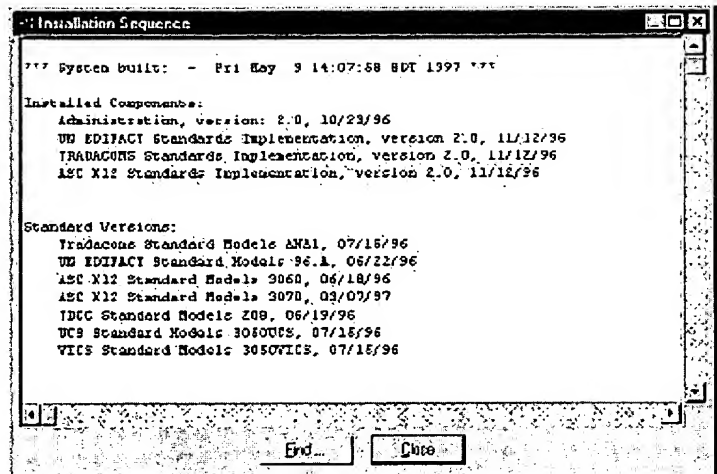 Installation Sequence
*** System built: - Fri May 9 14:07:58 BDT 1997 ***
Installed Components:
Administration, version: 2.0, 10/23/96
UN EDIFACT Standards Implementation, version 2.0, 11/12/96
TRADACOMS Standards Implementation, version 2.0, 11/12/96
ASC X12 Standards Implementation, version 2.0, 11/12/96
Standard Versions:
Tradacoms Standard Models ANA1, 07/15/96
UN EDIFACT Standard Models 96.A, 06/22/96
ASC X12 Standard Models 3060, 06/18/96
ASC X12 Standard Models 3070, 03/07/97
TDCC Standard Models 208, 06/19/96
UCS Standard Models 3050UCS, 07/15/96
VICS Standard Models 3050VICS, 07/15/96
Find...
Close